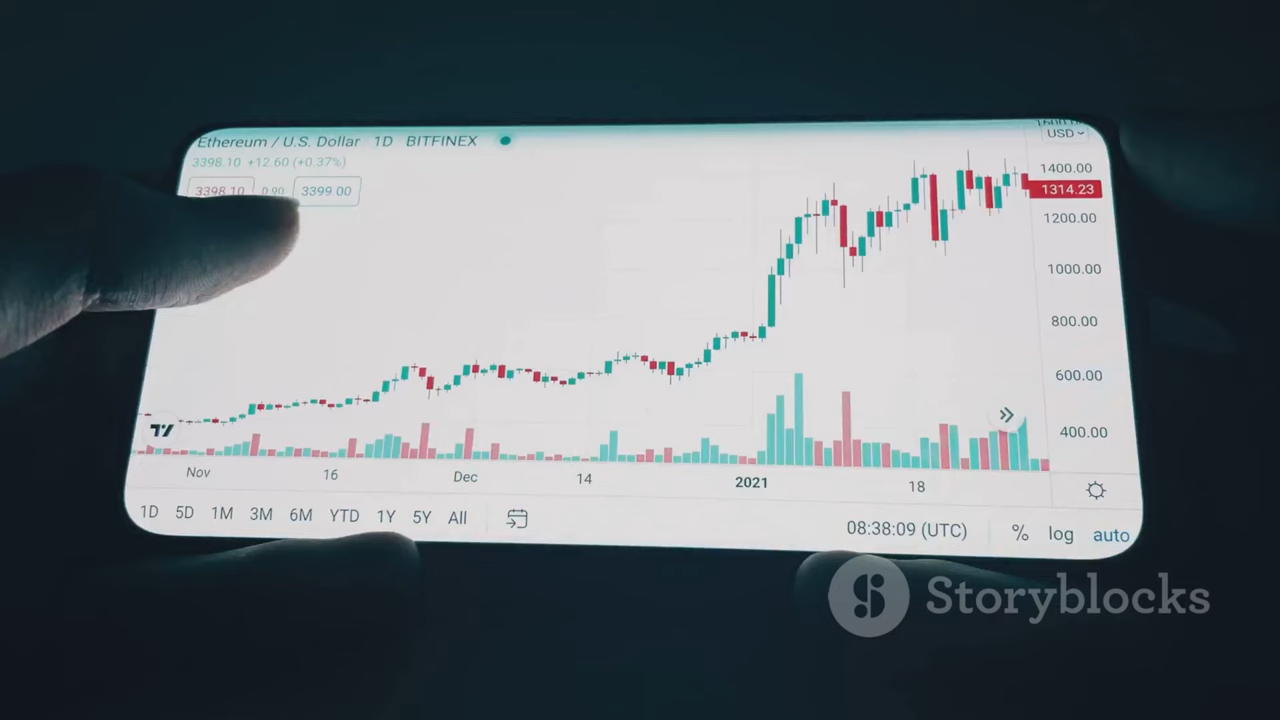 Ethereum / U.S. Dollar 1D BITFINEX
3398.10 +12.60 (+0.37%)
3398.10 0.90 3399.00
USD
1400.00
1314.23
1200.00
1000.00
800.00
600.00
400.00
Nov 16 Dec 14 2021 18
1D 5D 1M 3M 6M YTD 1Y 5Y All
08:38:09 (UTC) % log auto
Storyblocks